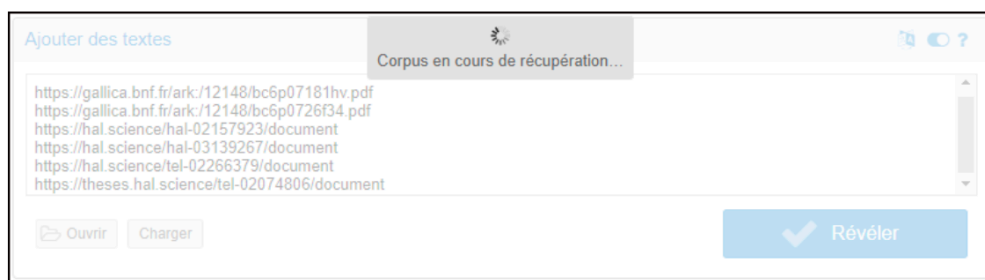 Ajouter des textes
Corpus en cours de récupération...
?
https://gallica.bnf.fr/ark:/12148/bc6p07181hv.pdf
https://gallica.bnf.fr/ark:/12148/bc6p0726f34.pdf
https://hal.science/hal-02157923/document
https://hal.science/hal-03139267/document
https://hal.science/tel-02266379/document
https://theses.hal.science/tel-02074806/document
Ouvrir Charger Révéler